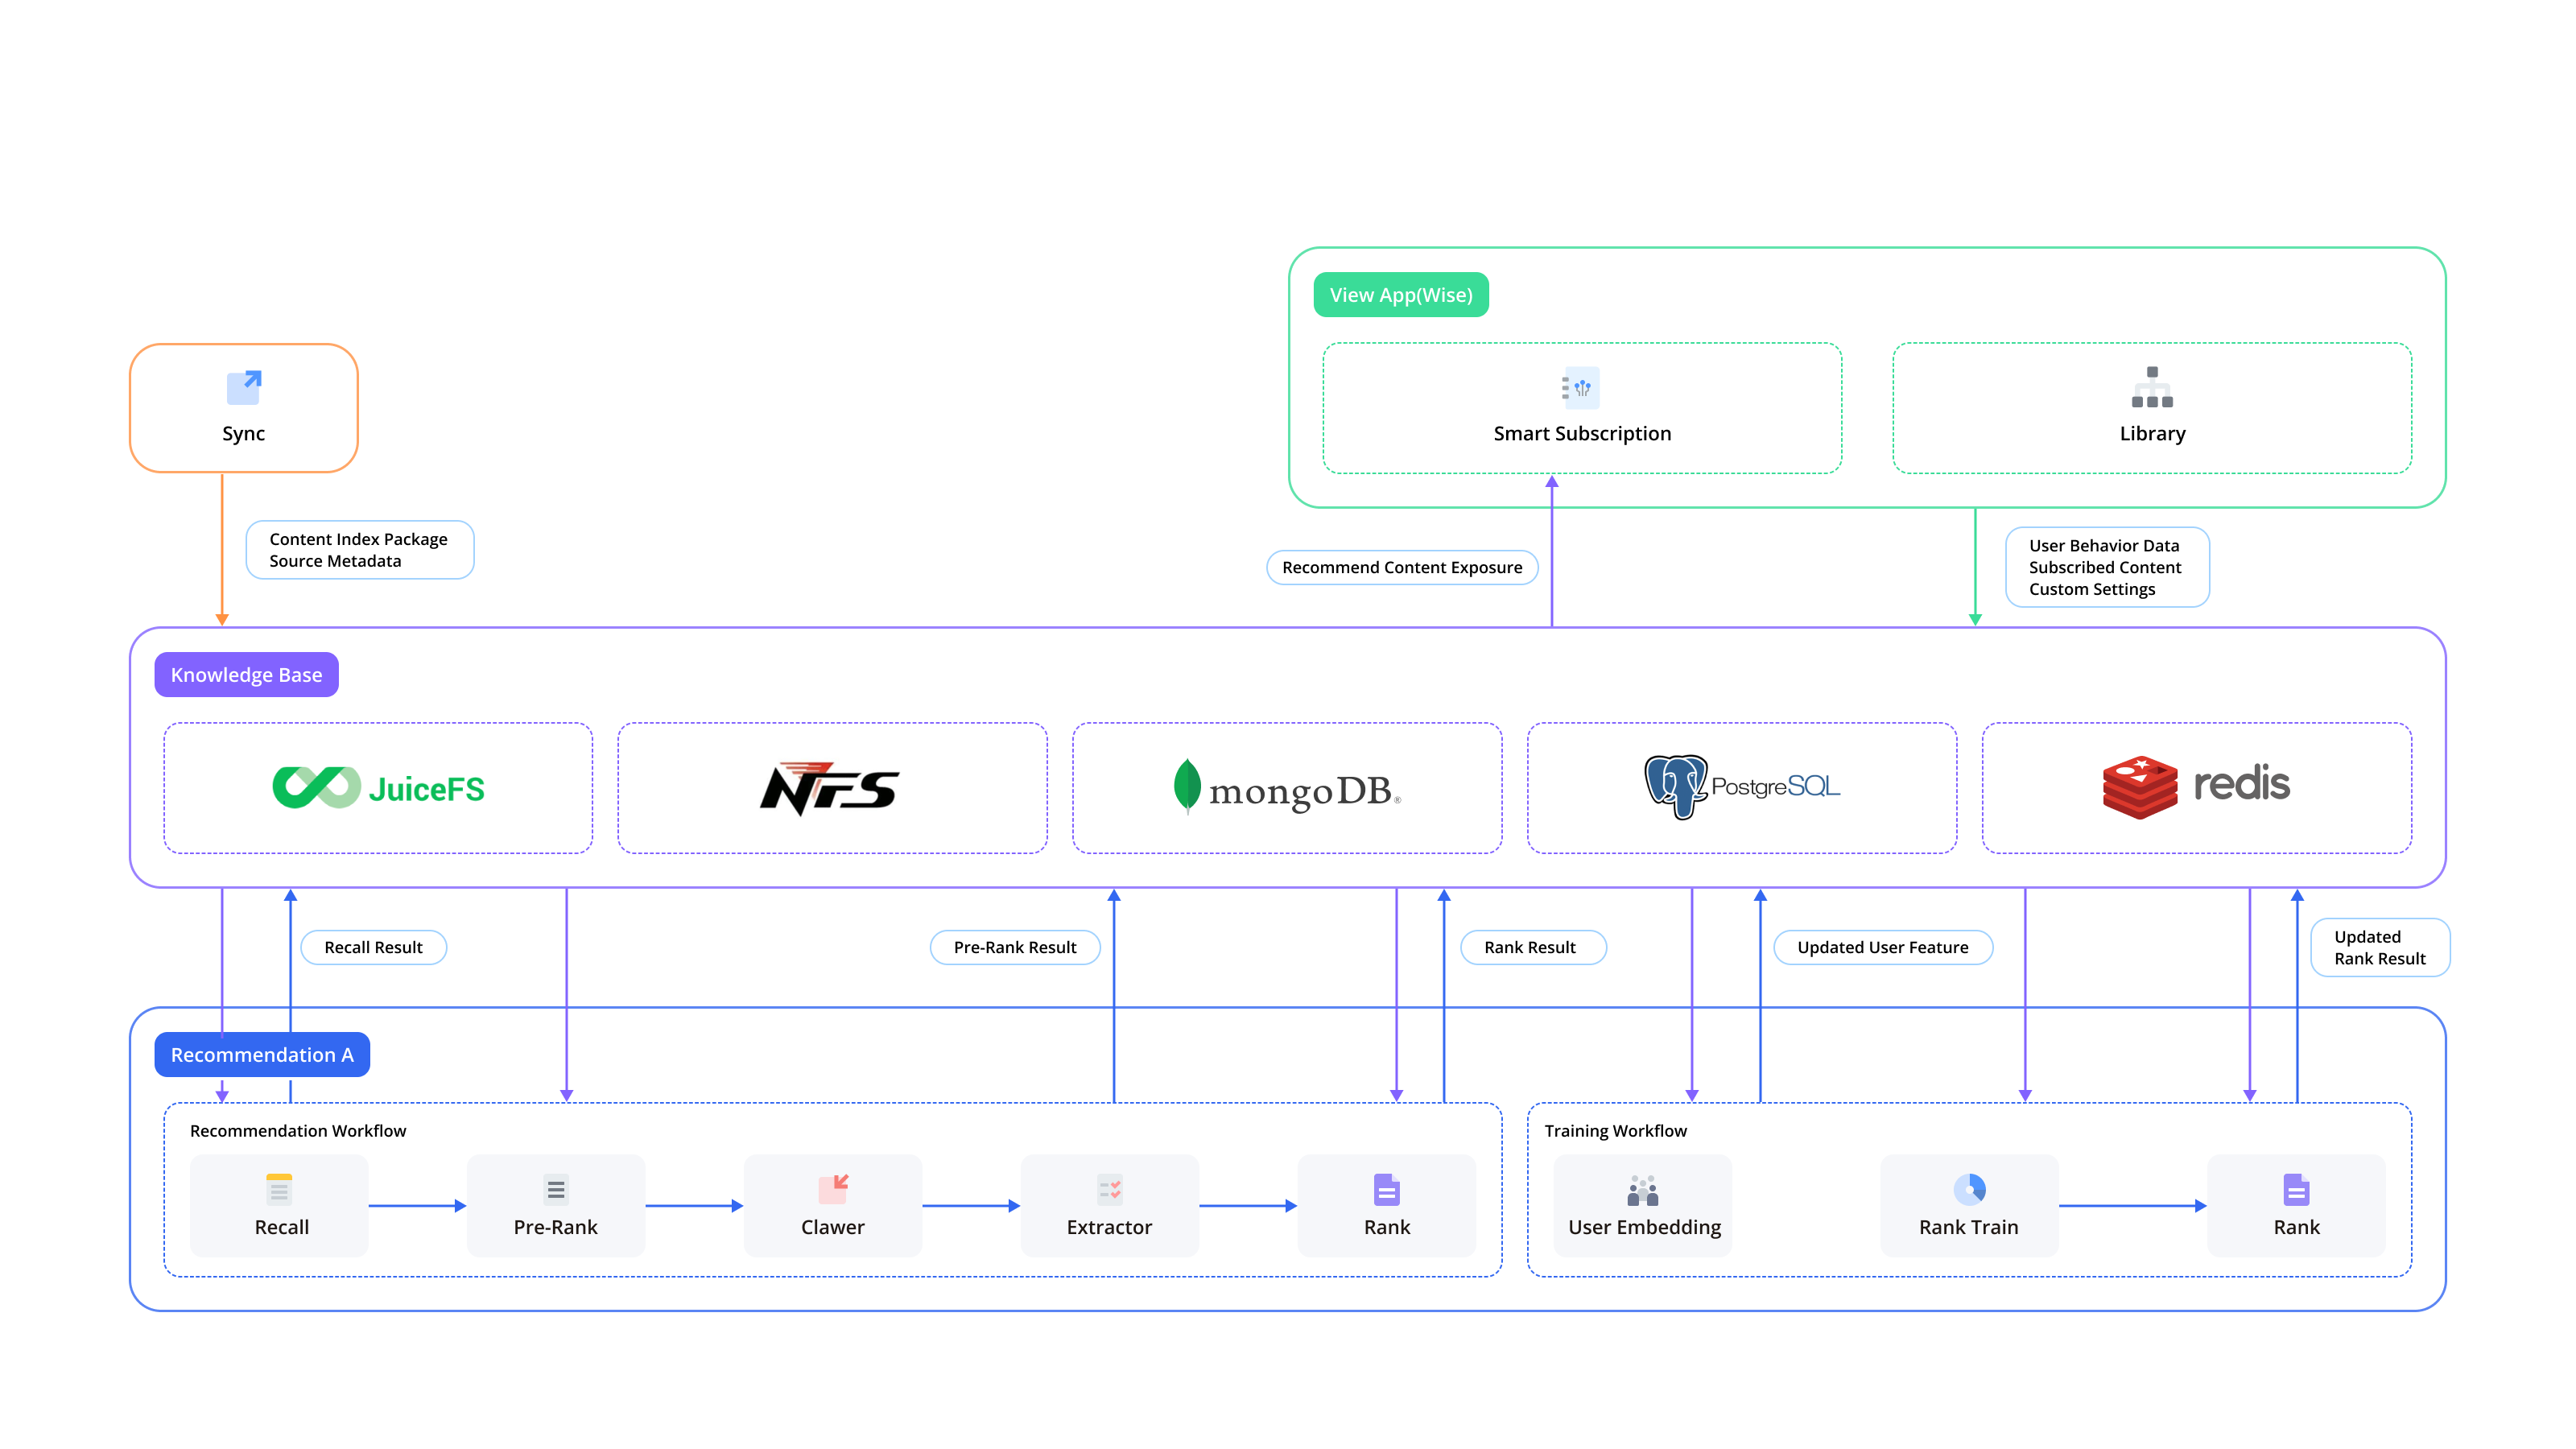 View App(Wise)
Sync
Smart Subscription
Library
Content Index Package
Source Metadata
Recommend Content Exposure
User Behavior Data
Subscribed Content
Custom Settings
Knowledge Base
JuiceFS
NFS
mongoDB®
PostgreSQL
redis
Recall Result
Pre-Rank Result
Rank Result
Updated User Feature
Updated
Rank Result
Recommendation A
Recommendation Workflow
Recall
Pre-Rank
Clawer
Extractor
Rank
Training Workflow
User Embedding
Rank Train
Rank